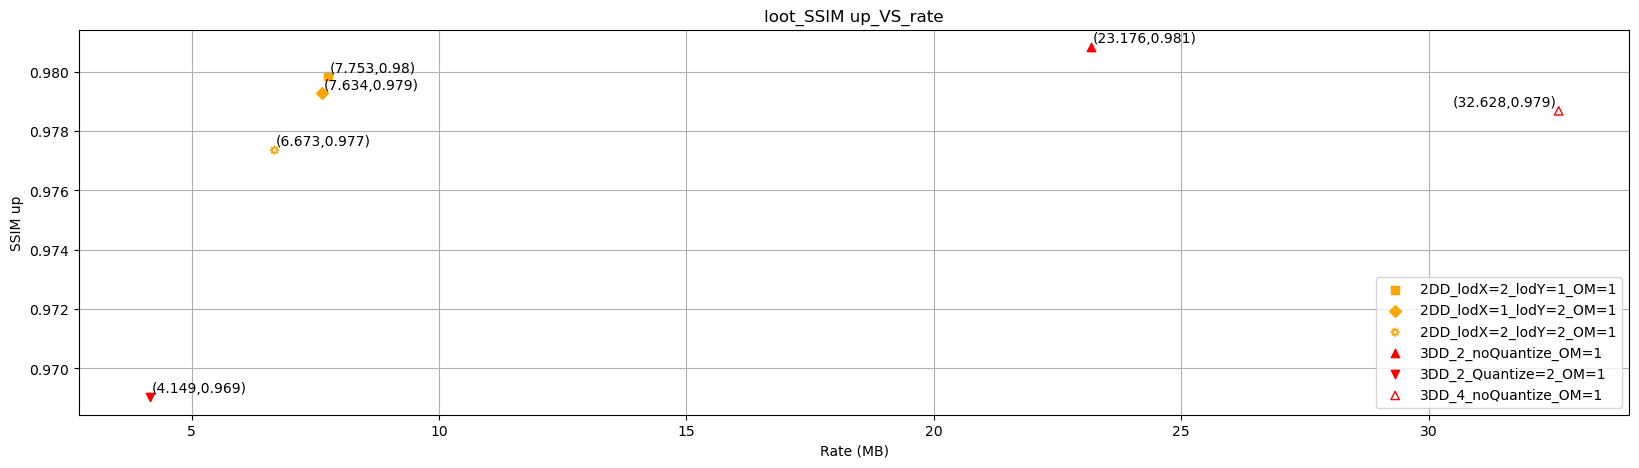 loot_SSIM up_VS_rate
(23.176,0.981)
0.980
(7.753,0.98)
(7.634,0.979)
(32.628,0.979)
0.978
(6.673,0.977)
0.976
SSIM up
0.974
0.972
0.970
(4.149,0.969)
2DD_lodX=2_lodY=1_OM=1
2DD_lodX=1_lodY=2_OM=1
2DD_lodX=2_lodY=2_OM=1
3DD_2_noQuantize_OM=1
3DD_2_Quantize=2_OM=1
3DD_4_noQuantize_OM=1
5 10 15 20 25 30
Rate (MB)